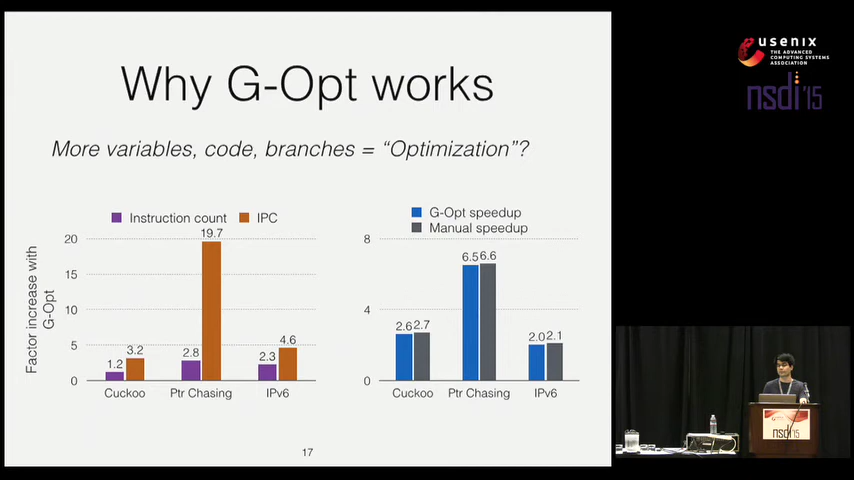 Why G-Opt works
More variables, code, branches = “Optimization”?
Instruction count
IPC
Factor increase with
G-Opt
20
15
10
5
0
1.2
3.2
2.8
19.7
2.3
4.6
Cuckoo
Ptr Chasing
IPv6
G-Opt speedup
Manual speedup
8
4
0
2.6
2.7
6.5
6.6
2.0
2.1
Cuckoo
Ptr Chasing
IPv6
17
usenix
THE ADVANCED
COMPUTING SYSTEMS
ASSOCIATION
nsdi '15
nsdi'15